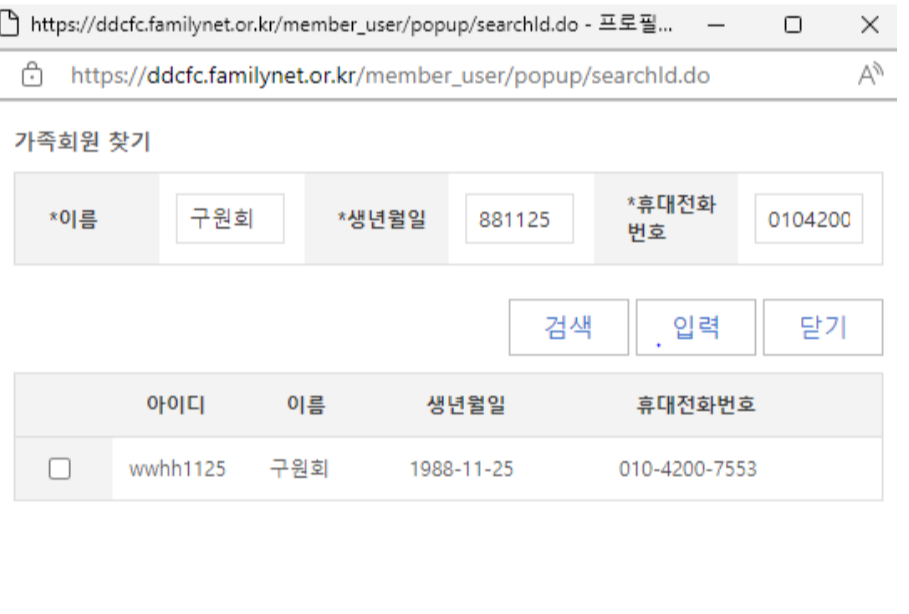 https://ddcfc.familynet.or.kr/member_user/popup/searchId.do - 프로필...
https://ddcfc.familynet.or.kr/member_user/popup/searchId.do
가족회원 찾기
*이름 구원회 *생년월일 881125 *휴대전화번호 0104200
검색 입력 닫기
아이디 이름 생년월일 휴대전화번호
wwhh1125 구원회 1988-11-25 010-4200-7553